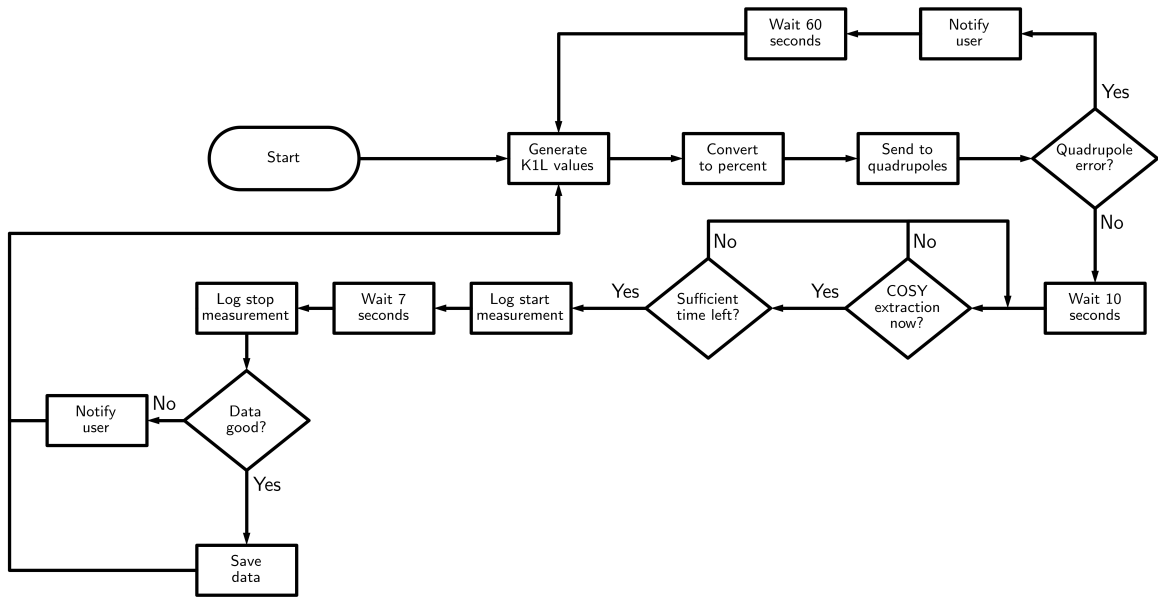 Wait 60
seconds
Notify
user
Yes
Start
Generate
K1L values
Convert
to percent
Send to
quadrupoles
Quadrupole
error?
No
No
No
Log stop
measurement
Wait 7
seconds
Log start
measurement
Yes
Sufficient
time left?
Yes
COSY
extraction
now?
Wait 10
seconds
Notify
user
No
Data
good?
Yes
Save
data